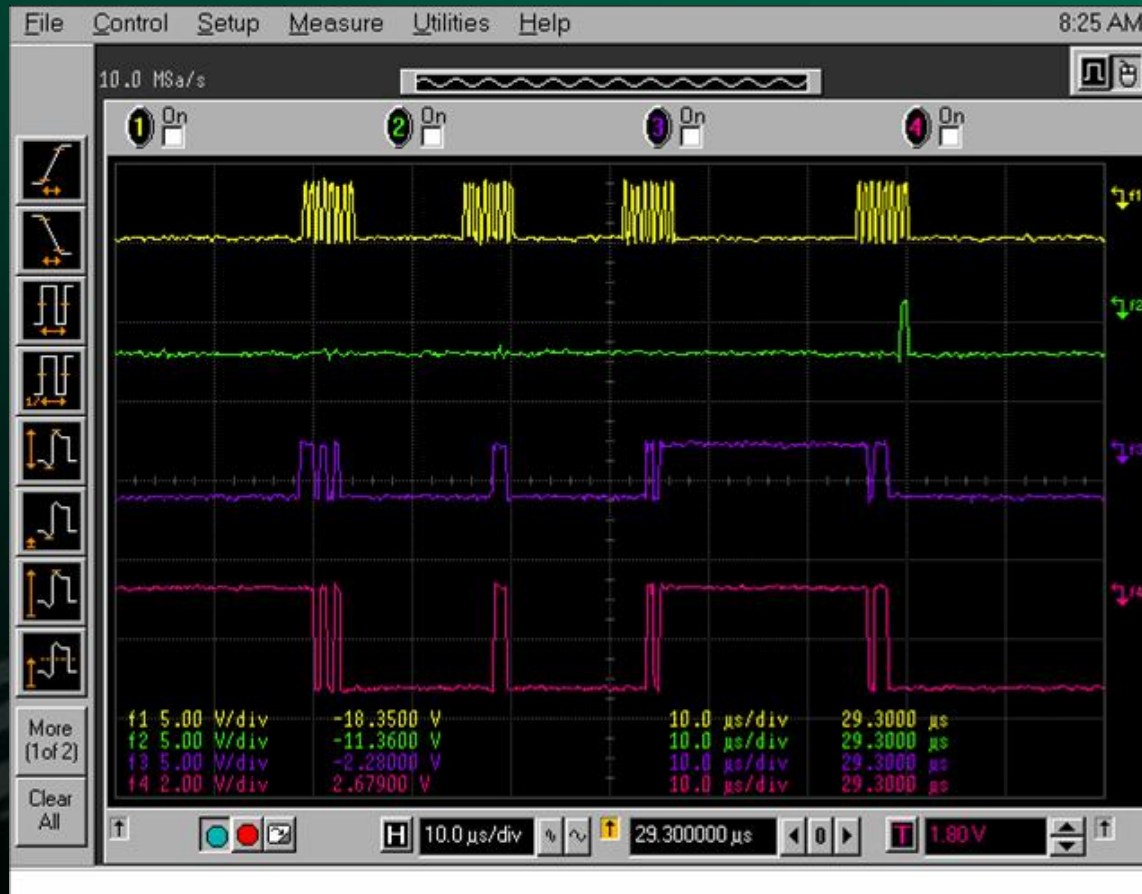 File Control Setup Measure Utilities Help 8:25 AM
10.0 MSa/s
1 On 2 On 3 On 4 On
f1
f2
1/
f3
f4
f1 5.00 V/div -18.3500 V 10.0 µs/div 29.3000 µs
f2 5.00 V/div -11.3600 V 10.0 µs/div 29.3000 µs
f3 5.00 V/div -2.28000 V 10.0 µs/div 29.3000 µs
f4 2.00 V/div 2.67900 V 10.0 µs/div 29.3000 µs
More
(1of 2)
Clear
All
H 10.0 µs/div 29.300000 µs 0 T 1.80 V